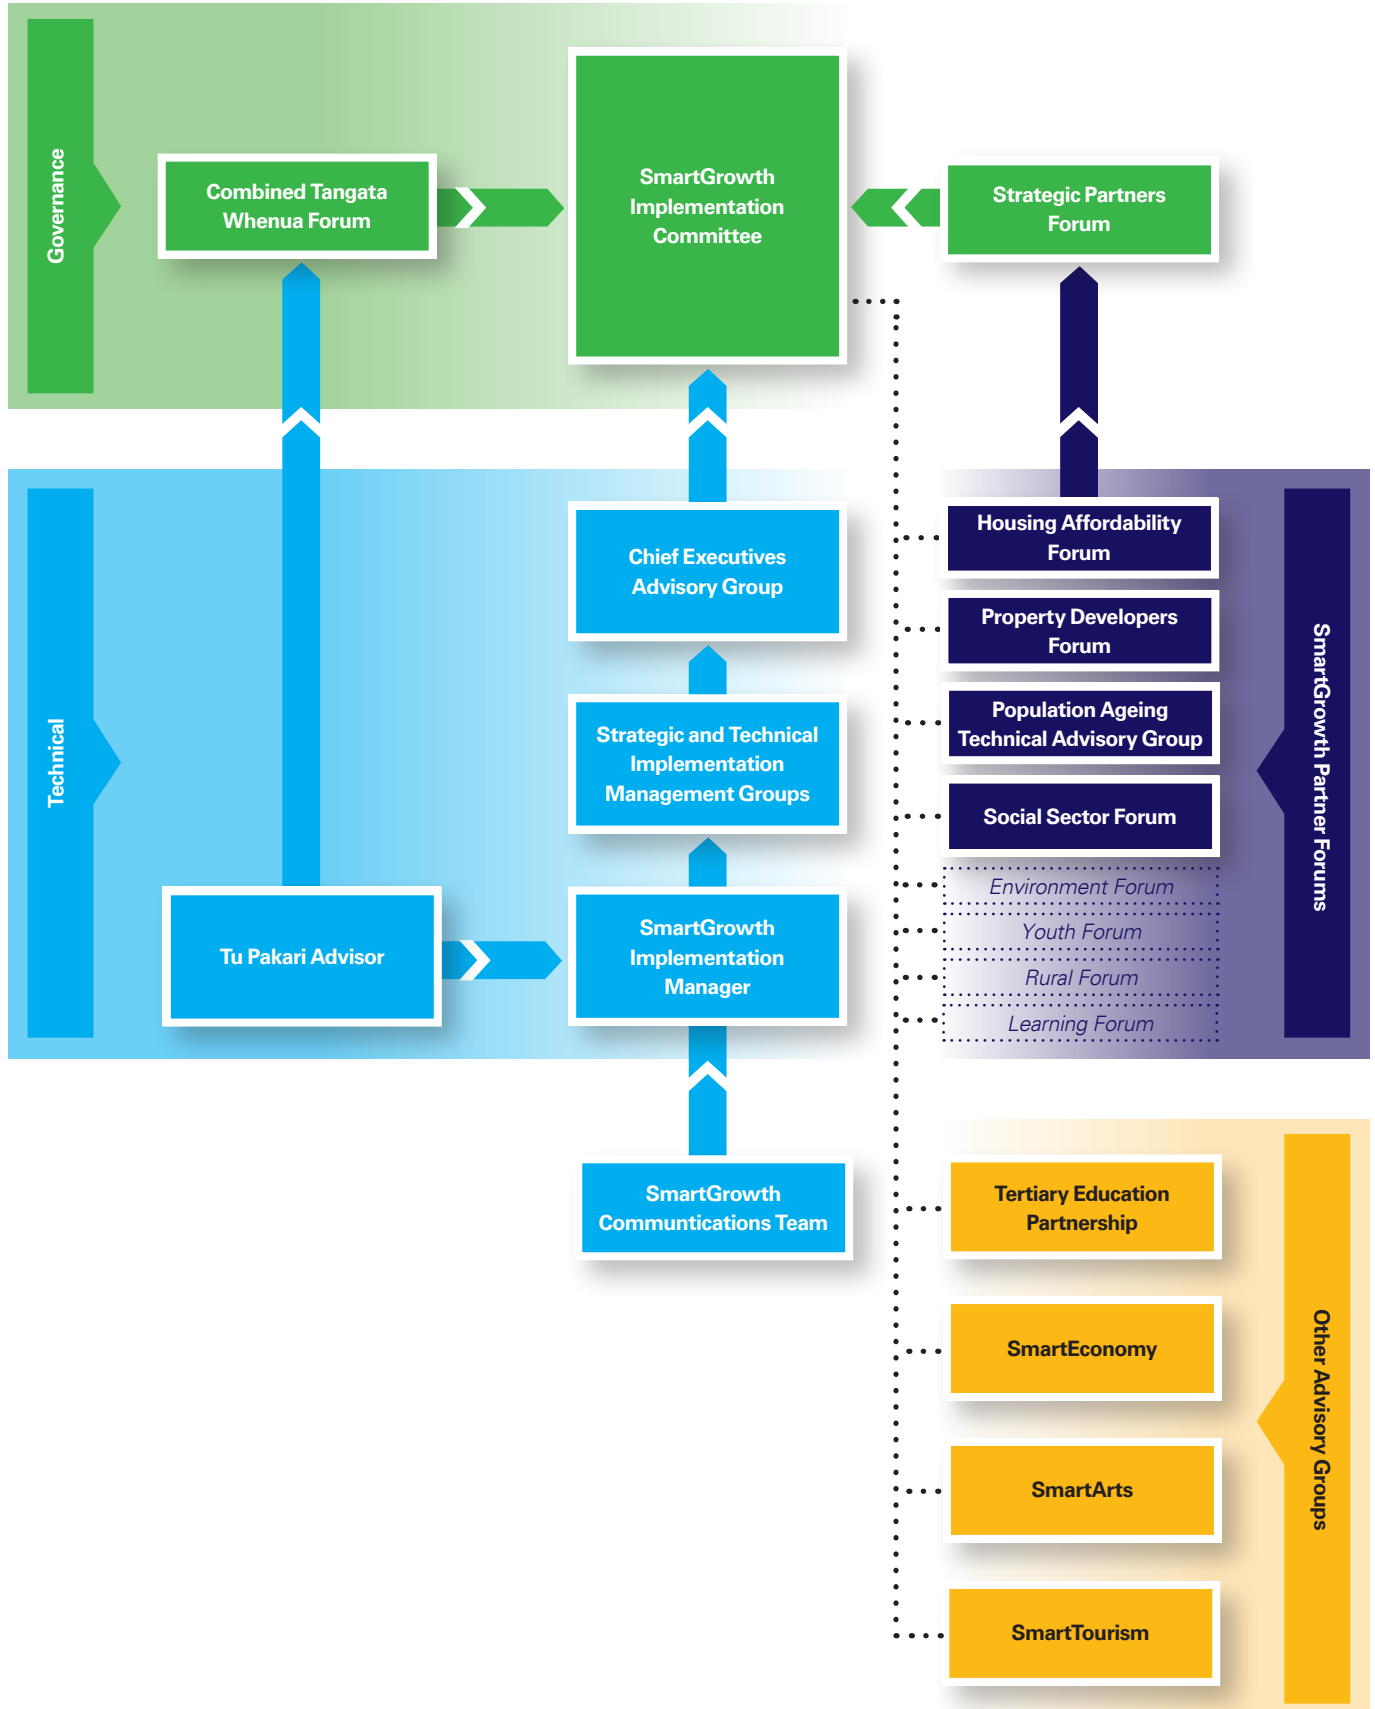 Governance
Combined Tangata
Whenua Forum
SmartGrowth
Implementation
Committee
Strategic Partners
Forum
Technical
Chief Executives
Advisory Group
Strategic and Technical
Implementation
Management Groups
Tu Pakari Advisor
SmartGrowth
Implementation
Manager
SmartGrowth
Communtications Team
SmartGrowth Partner Forums
Housing Affordability
Forum
Property Developers
Forum
Population Ageing
Technical Advisory Group
Social Sector Forum
Environment Forum
Youth Forum
Rural Forum
Learning Forum
Other Advisory Groups
Tertiary Education
Partnership
SmartEconomy
SmartArts
SmartTourism